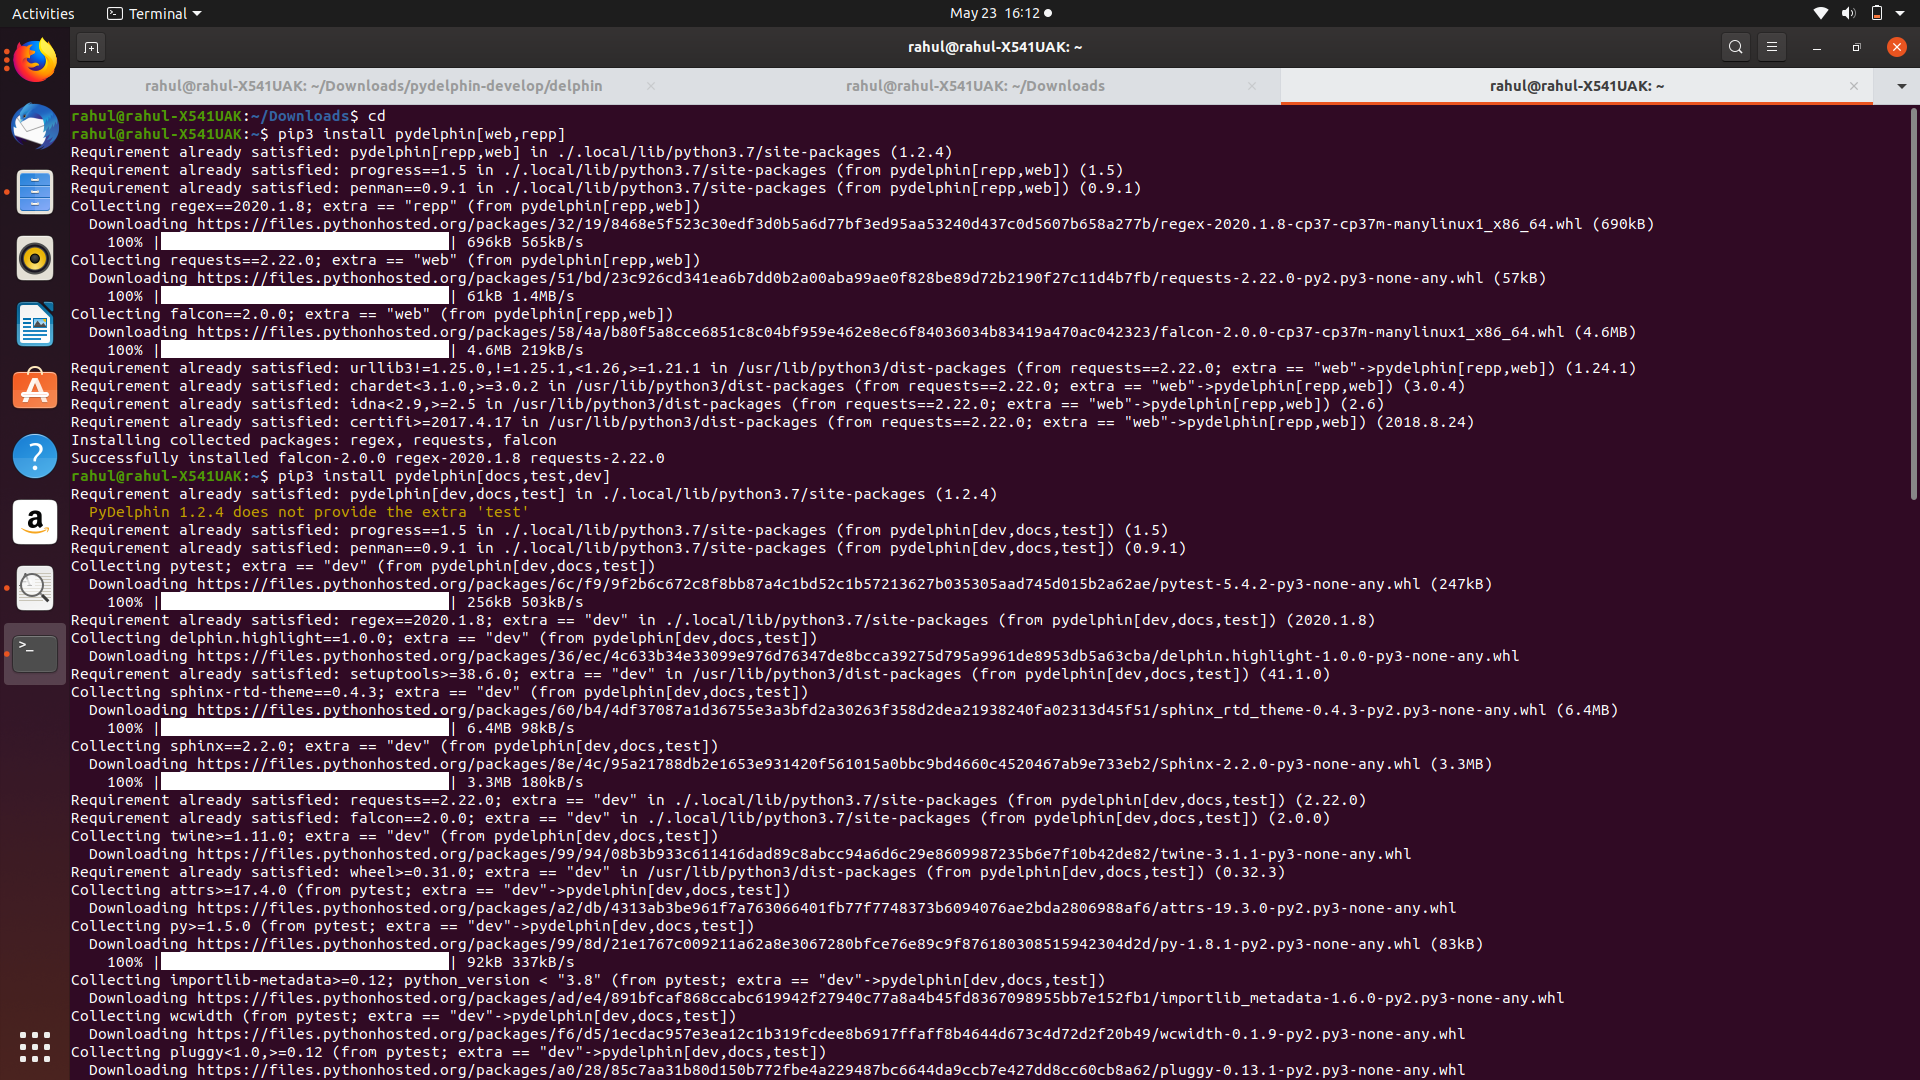 Activities
Terminal
May 23 16:12
rahul@rahul-X541UAK: ~
rahul@rahul-X541UAK: ~/Downloads/pydelphin-develop/delphin
rahul@rahul-X541UAK: ~/Downloads
rahul@rahul-X541UAK: ~
rahul@rahul-X541UAK:~/Downloads$ cd
rahul@rahul-X541UAK:~$ pip3 install pydelphin[web,repp]
Requirement already satisfied: pydelphin[repp,web] in ./.local/lib/python3.7/site-packages (1.2.4)
Requirement already satisfied: progress==1.5 in ./.local/lib/python3.7/site-packages (from pydelphin[repp,web]) (1.5)
Requirement already satisfied: penman==0.9.1 in ./.local/lib/python3.7/site-packages (from pydelphin[repp,web]) (0.9.1)
Collecting regex==2020.1.8; extra == "repp" (from pydelphin[repp,web])
Downloading https://files.pythonhosted.org/packages/32/19/8468e5f523c30edf3d0b5a6d77bf3ed95aa53240d437c0d5607b658a277b/regex-2020.1.8-cp37-cp37m-manylinux1_x86_64.whl (690kB)
100% | | 696kB 565kB/s
Collecting requests==2.22.0; extra == "web" (from pydelphin[repp,web])
Downloading https://files.pythonhosted.org/packages/51/bd/23c926cd341ea6b7dd0b2a00aba99ae0f828be89d72b2190f27c11d4b7fb/requests-2.22.0-py2.py3-none-any.whl (57kB)
100% | | 61kB 1.4MB/s
Collecting falcon==2.0.0; extra == "web" (from pydelphin[repp,web])
Downloading https://files.pythonhosted.org/packages/58/4a/b80f5a8cce6851c8c04bf959e462e8ec6f84036034b83419a470ac042323/falcon-2.0.0-cp37-cp37m-manylinux1_x86_64.whl (4.6MB)
100% | | 4.6MB 219kB/s
Requirement already satisfied: urllib3!=1.25.0,!=1.25.1,<1.26,>=1.21.1 in /usr/lib/python3/dist-packages (from requests==2.22.0; extra == "web"->pydelphin[repp,web]) (1.24.1)
Requirement already satisfied: chardet<3.1.0,>=3.0.2 in /usr/lib/python3/dist-packages (from requests==2.22.0; extra == "web"->pydelphin[repp,web]) (3.0.4)
Requirement already satisfied: idna<2.9,>=2.5 in /usr/lib/python3/dist-packages (from requests==2.22.0; extra == "web"->pydelphin[repp,web]) (2.6)
Requirement already satisfied: certifi>=2017.4.17 in /usr/lib/python3/dist-packages (from requests==2.22.0; extra == "web"->pydelphin[repp,web]) (2018.8.24)
Installing collected packages: regex, requests, falcon
Successfully installed falcon-2.0.0 regex-2020.1.8 requests-2.22.0
rahul@rahul-X541UAK:~$ pip3 install pydelphin[docs,test,dev]
Requirement already satisfied: pydelphin[dev,docs,test] in ./.local/lib/python3.7/site-packages (1.2.4)
PyDelphin 1.2.4 does not provide the extra 'test'
Requirement already satisfied: progress==1.5 in ./.local/lib/python3.7/site-packages (from pydelphin[dev,docs,test]) (1.5)
Requirement already satisfied: penman==0.9.1 in ./.local/lib/python3.7/site-packages (from pydelphin[dev,docs,test]) (0.9.1)
Collecting pytest; extra == "dev" (from pydelphin[dev,docs,test])
Downloading https://files.pythonhosted.org/packages/6c/f9/9f2b6c672c8f8bb87a4c1bd52c1b57213627b035305aad745d015b2a62ae/pytest-5.4.2-py3-none-any.whl (247kB)
100% | | 256kB 503kB/s
Requirement already satisfied: regex==2020.1.8; extra == "dev" in ./.local/lib/python3.7/site-packages (from pydelphin[dev,docs,test]) (2020.1.8)
Collecting delphin.highlight==1.0.0; extra == "dev" (from pydelphin[dev,docs,test])
Downloading https://files.pythonhosted.org/packages/36/ec/4c633b34e33099e976d76347de8bcca39275d795a9961de8953db5a63cba/delphin.highlight-1.0.0-py3-none-any.whl
Requirement already satisfied: setuptools>=38.6.0; extra == "dev" in /usr/lib/python3/dist-packages (from pydelphin[dev,docs,test]) (41.1.0)
Collecting sphinx-rtd-theme==0.4.3; extra == "dev" (from pydelphin[dev,docs,test])
Downloading https://files.pythonhosted.org/packages/60/b4/4df37087a1d36755e3a3bfd2a30263f358d2dea21938240fa02313d45f51/sphinx_rtd_theme-0.4.3-py2.py3-none-any.whl (6.4MB)
100% | | 6.4MB 98kB/s
Collecting sphinx==2.2.0; extra == "dev" (from pydelphin[dev,docs,test])
Downloading https://files.pythonhosted.org/packages/8e/4c/95a21788db2e1653e931420f561015a0bbc9bd4660c4520467ab9e733eb2/Sphinx-2.2.0-py3-none-any.whl (3.3MB)
100% | | 3.3MB 180kB/s
Requirement already satisfied: requests==2.22.0; extra == "dev" in ./.local/lib/python3.7/site-packages (from pydelphin[dev,docs,test]) (2.22.0)
Requirement already satisfied: falcon==2.0.0; extra == "dev" in ./.local/lib/python3.7/site-packages (from pydelphin[dev,docs,test]) (2.0.0)
Collecting twine>=1.11.0; extra == "dev" (from pydelphin[dev,docs,test])
Downloading https://files.pythonhosted.org/packages/99/94/08b3b933c611416dad89c8abcc94a6d6c29e8609987235b6e7f10b42de82/twine-3.1.1-py3-none-any.whl
Requirement already satisfied: wheel>=0.31.0; extra == "dev" in /usr/lib/python3/dist-packages (from pydelphin[dev,docs,test]) (0.32.3)
Collecting attrs>=17.4.0 (from pytest; extra == "dev"->pydelphin[dev,docs,test])
Downloading https://files.pythonhosted.org/packages/a2/db/4313ab3be961f7a763066401fb77f7748373b6094076ae2bda2806988af6/attrs-19.3.0-py2.py3-none-any.whl
Collecting py>=1.5.0 (from pytest; extra == "dev"->pydelphin[dev,docs,test])
Downloading https://files.pythonhosted.org/packages/99/8d/21e1767c009211a62a8e3067280bfce76e89c9f876180308515942304d2d/py-1.8.1-py2.py3-none-any.whl (83kB)
100% | | 92kB 337kB/s
Collecting importlib-metadata>=0.12; python_version < "3.8" (from pytest; extra == "dev"->pydelphin[dev,docs,test])
Downloading https://files.pythonhosted.org/packages/ad/e4/891bfcaf868ccabc619942f27940c77a8a4b45fd8367098955bb7e152fb1/importlib_metadata-1.6.0-py2.py3-none-any.whl
Collecting wcwidth (from pytest; extra == "dev"->pydelphin[dev,docs,test])
Downloading https://files.pythonhosted.org/packages/f6/d5/1ecdac957e3ea12c1b319fcdee8b6917ffaff8b4644d673c4d72d2f20b49/wcwidth-0.1.9-py2.py3-none-any.whl
Collecting pluggy<1.0,>=0.12 (from pytest; extra == "dev"->pydelphin[dev,docs,test])
Downloading https://files.pythonhosted.org/packages/a0/28/85c7aa31b80d150b772fbe4a229487bc6644da9ccb7e427dd8cc60cb8a62/pluggy-0.13.1-py2.py3-none-any.whl